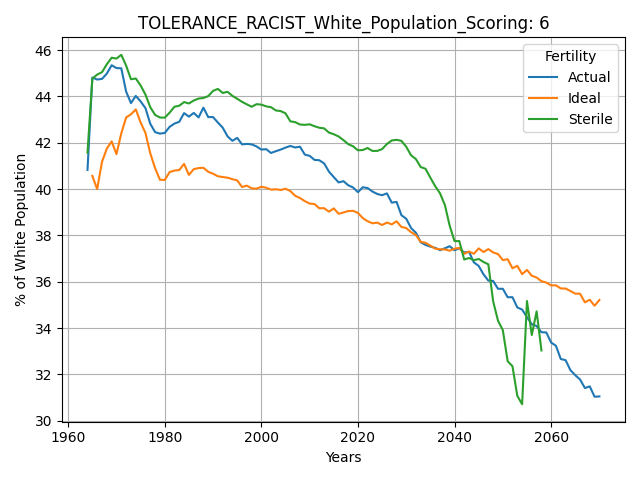 TOLERANCE_RACIST_White_Population_Scoring: 6
% of White Population
46
44
42
40
38
36
34
32
30
1960 1980 2000 2020 2040 2060
Years
Fertility
Actual
Ideal
Sterile